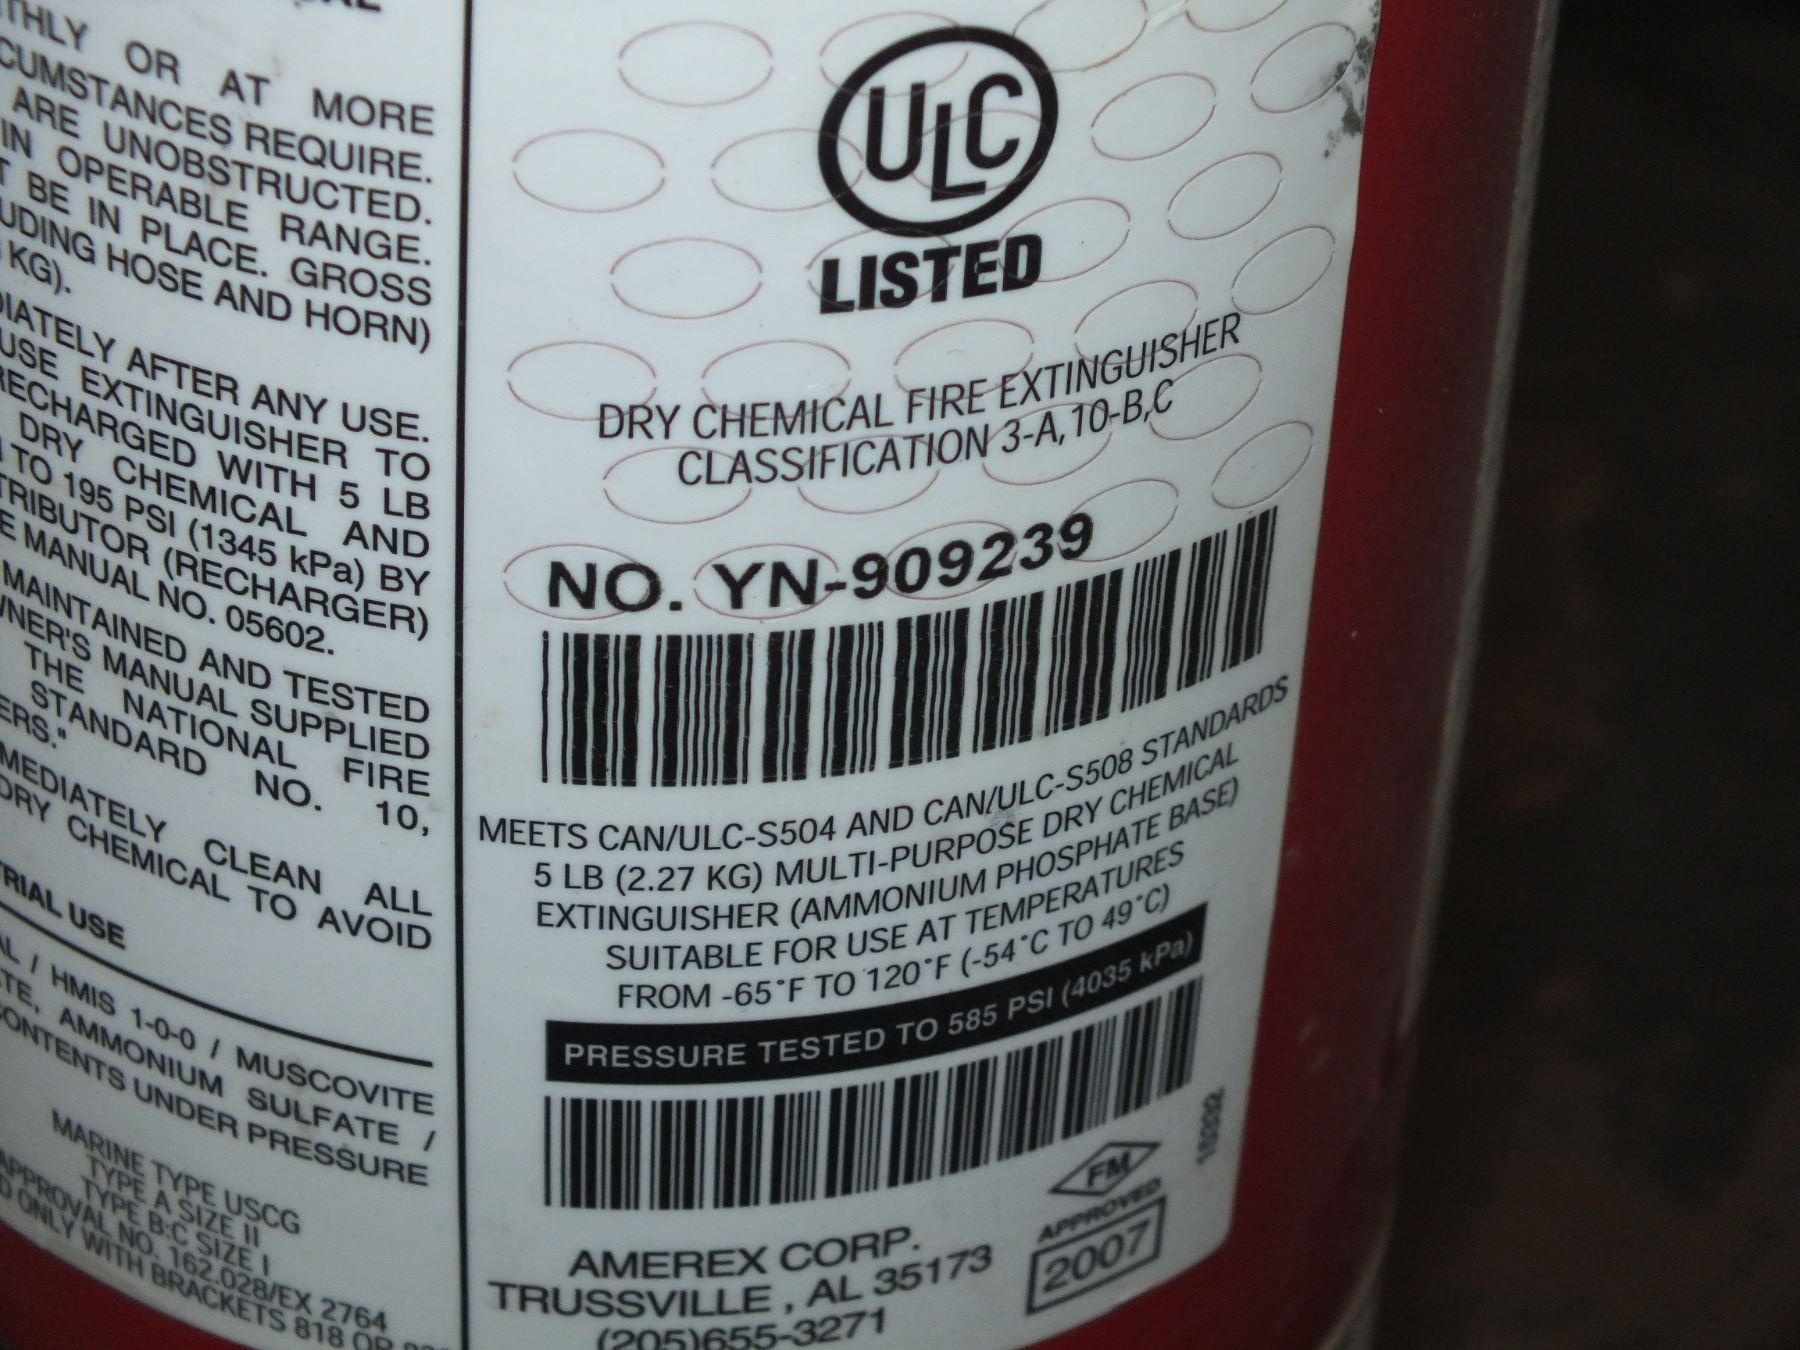 THLY OR AT MORE
CUMSTANCES REQUIRE.
ARE UNOBSTRUCTED.
IN OPERABLE RANGE.
T BE IN PLACE. GROSS
UDING HOSE AND HORN)
KG).
IATELY AFTER ANY USE.
USE EXTINGUISHER TO
RECHARGED WITH 5 LB
DRY CHEMICAL AND
TO 195 PSI (1345 kPa) BY
TRIBUTOR (RECHARGER)
E MANUAL NO. 05602.
MAINTAINED AND TESTED
WNER'S MANUAL SUPPLIED
THE NATIONAL FIRE
STANDARD NO. 10,
ERS."
MEDIATELY CLEAN ALL
DRY CHEMICAL TO AVOID
TRIAL USE
AL / HMIS 1-0-0 / MUSCOVITE
TE, AMMONIUM SULFATE /
CONTENTS UNDER PRESSURE
MARINE TYPE USCG
TYPE A SIZE II
TYPE B:C SIZE I
APPROVAL NO. 162.028/EX 2764
D ONLY WITH BRACKETS 818 OR
ULC
LISTED
DRY CHEMICAL FIRE EXTINGUISHER
CLASSIFICATION 3-A,10-B,C
NO. YN-909239
MEETS CAN/ULC-S504 AND CAN/ULC-S508 STANDARDS
5 LB (2.27 KG) MULTI-PURPOSE DRY CHEMICAL
EXTINGUISHER (AMMONIUM PHOSPHATE BASE)
SUITABLE FOR USE AT TEMPERATURES
FROM -65°F TO 120°F (-54°C TO 49°C)
PRESSURE TESTED TO 585 PSI (4035 kPa)
FM
APPROVED
2007
AMEREX CORP.
TRUSSVILLE , AL 35173
(205)655-3271